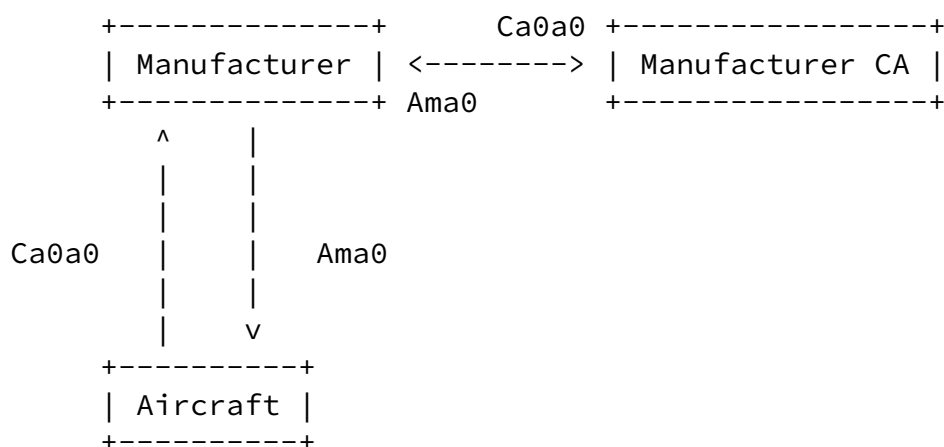 Ca0a0
Manufacturer <--------> Manufacturer CA
Ama0
Ca0a0 Ama0
Aircraft